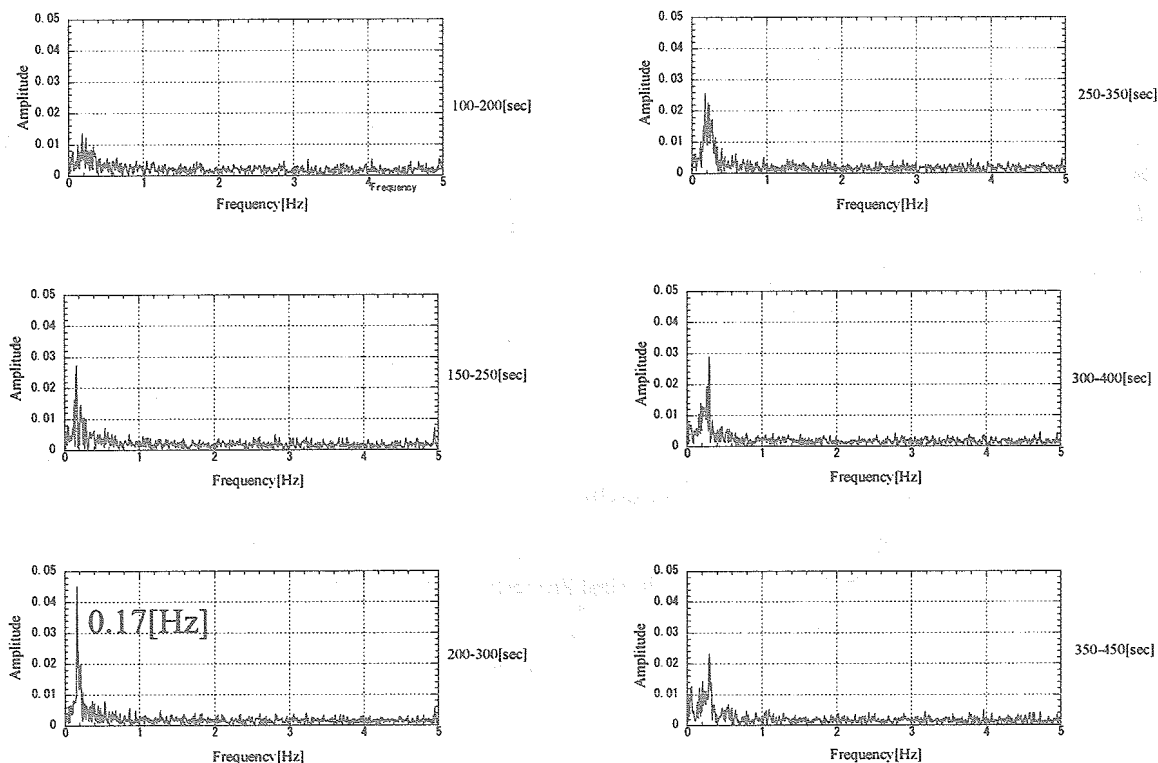 0.05
0.04
0.03
0.02
0.01
0
Amplitude
0 1 2 3 4 5
Frequency
Frequency[Hz]
100-200[sec]
0.05
0.04
0.03
0.02
0.01
0
Amplitude
0 1 2 3 4 5
Frequency[Hz]
250-350[sec]
0.05
0.04
0.03
0.02
0.01
0
Amplitude
0 1 2 3 4 5
Frequency[Hz]
150-250[sec]
0.05
0.04
0.03
0.02
0.01
0
Amplitude
0 1 2 3 4 5
Frequency[Hz]
300-400[sec]
0.05
0.04
0.03
0.02
0.01
0
Amplitude
0.17[Hz]
0 1 2 3 4 5
Frequency[Hz]
200-300[sec]
0.05
0.04
0.03
0.02
0.01
0
Amplitude
0 1 2 3 4 5
Frequency[Hz]
350-450[sec]